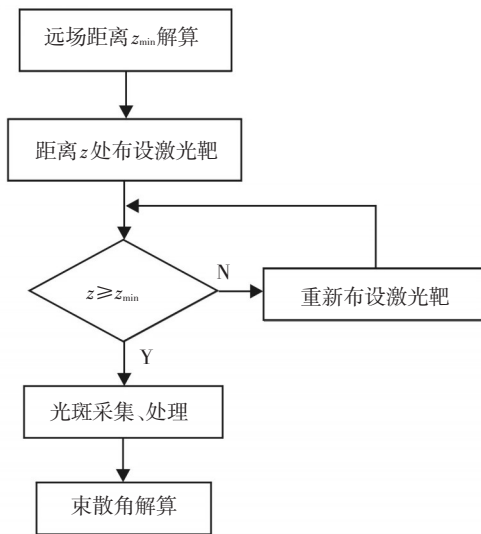 远场距离zmin解算
距离z处布设激光靶
z≥zmin
N
重新布设激光靶
Y
光斑采集、处理
束散角解算